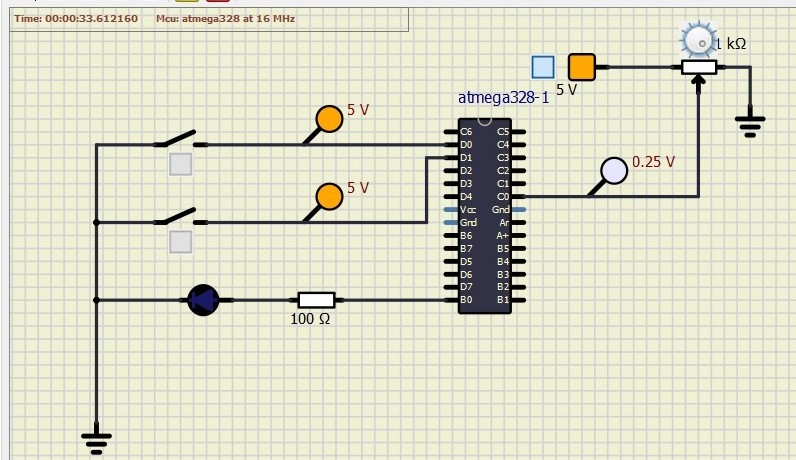 Time: 00:00:33.612160 Mcu: atmega328 at 16 MHz
1 kΩ
5 V
atmega328-1
5 V
C6 C5
D0 C4
D1 C3
D2 C2
D3 C1
D4 C0
0.25 V
5 V
Vcc Gnd
Gnd Ar
B6 A+
B7 B5
D5 B4
D6 B3
D7 B2
B0 B1
100 Ω